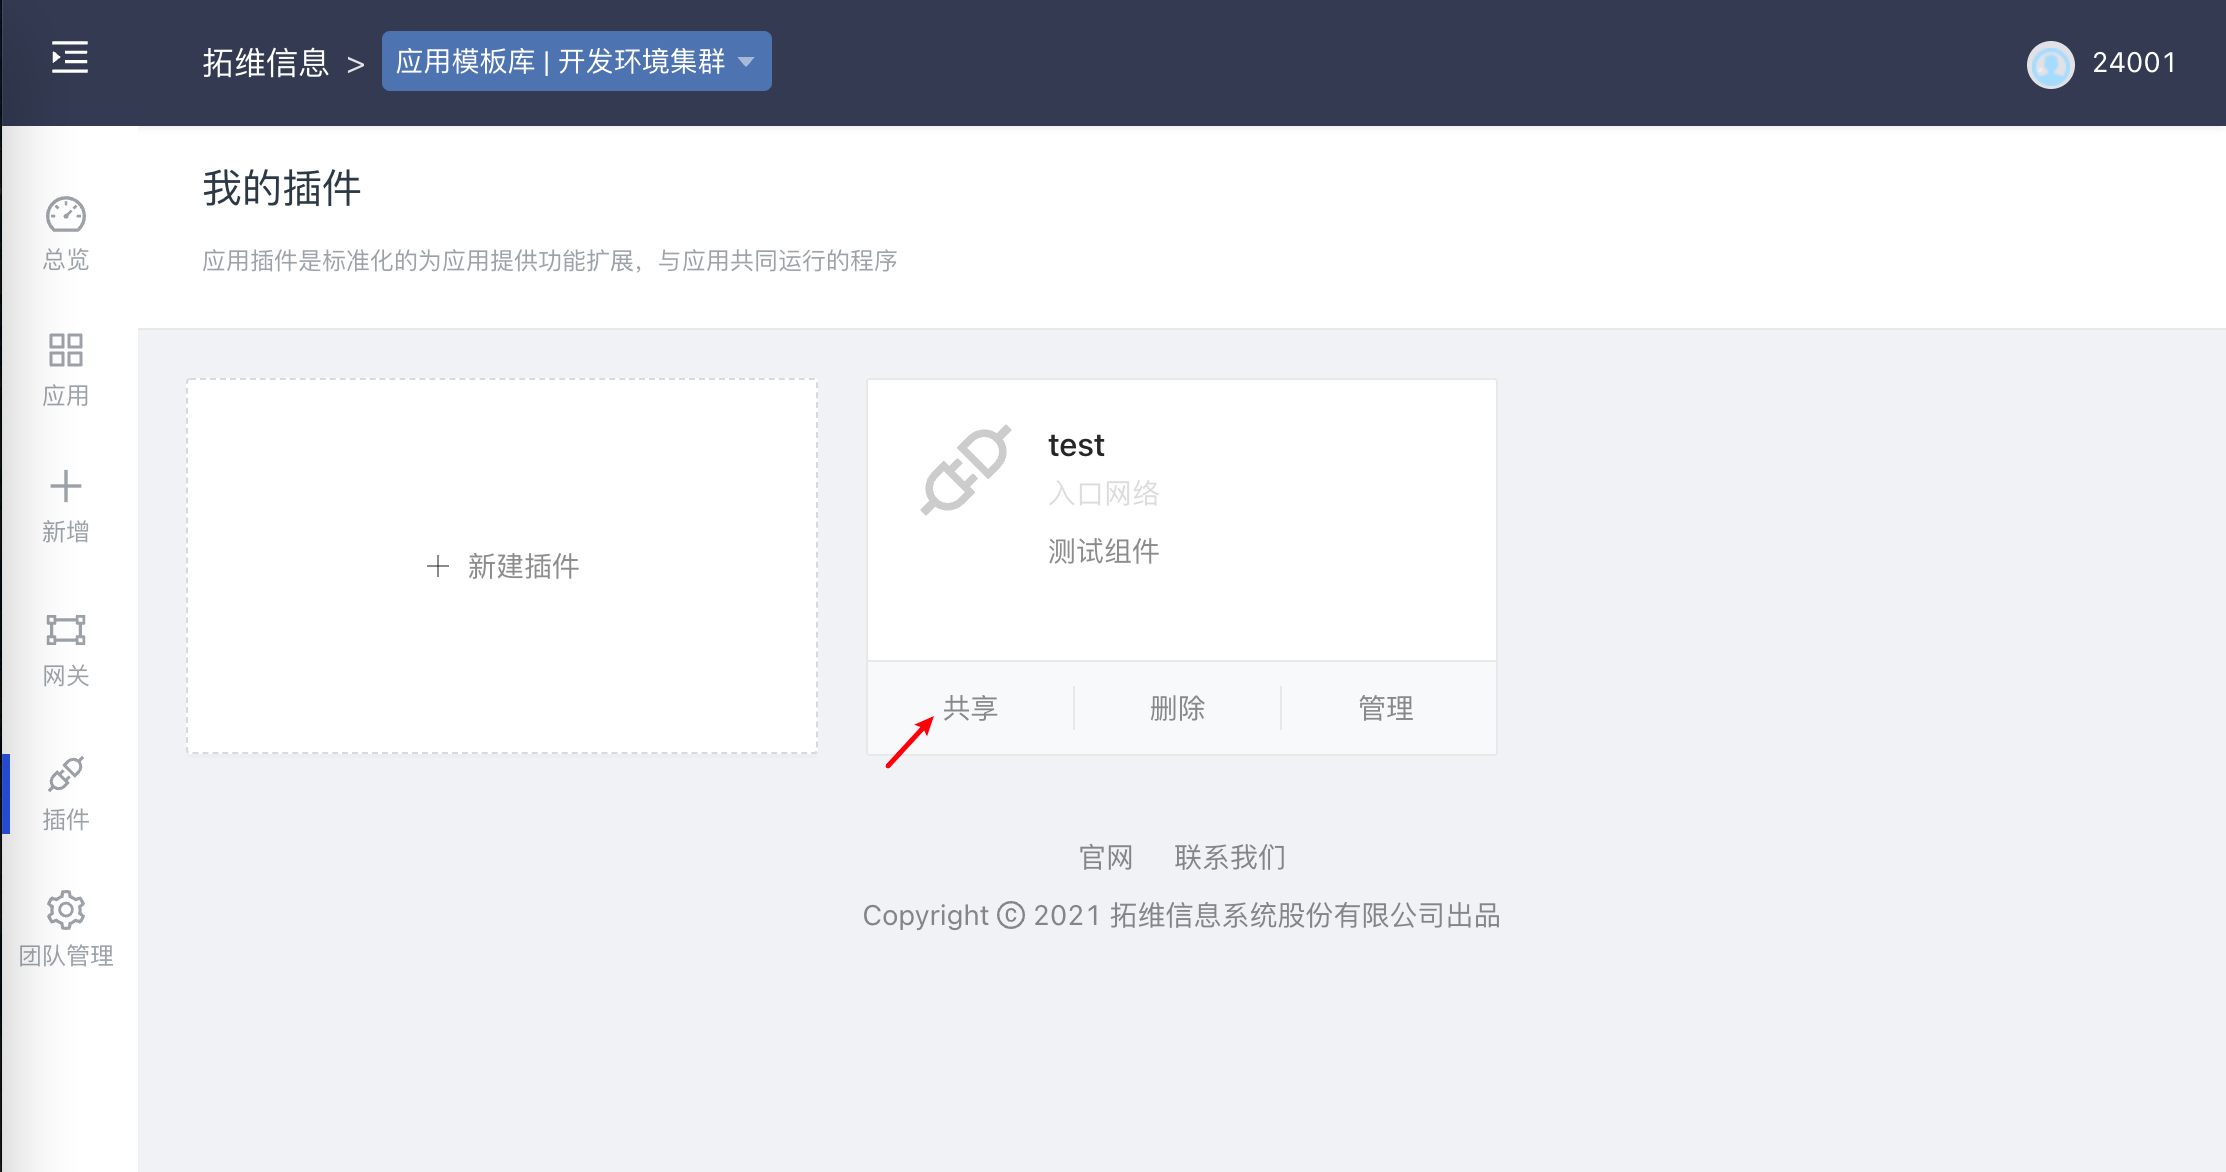 拓维信息 > 应用模板库 | 开发环境集群
24001
我的插件
应用插件是标准化的为应用提供功能扩展，与应用共同运行的程序
总览
应用
新增
网关
插件
团队管理
新建插件
test
入口网络
测试组件
共享 删除 管理
官网 联系我们
Copyright © 2021 拓维信息系统股份有限公司出品